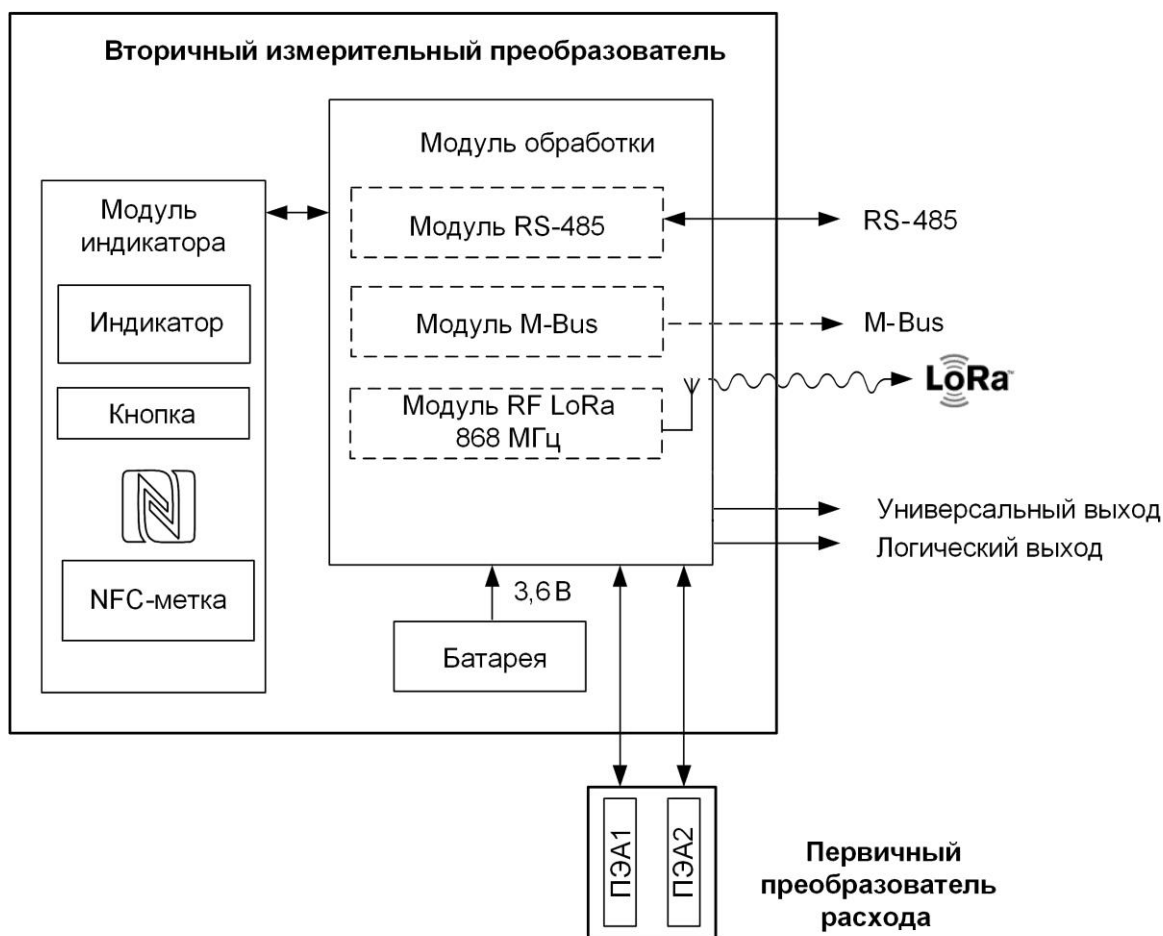 Вторичный измерительный преобразователь
Модуль обработки
Модуль
индикатора
Индикатор
Кнопка
NFC-метка
Модуль RS-485
Модуль M-Bus
Модуль RF LoRa
868 МГц
3,6 В
Батарея
RS-485
M-Bus
LoRa™
Универсальный выход
Логический выход
ПЭА1
ПЭА2
Первичный
преобразователь
расхода